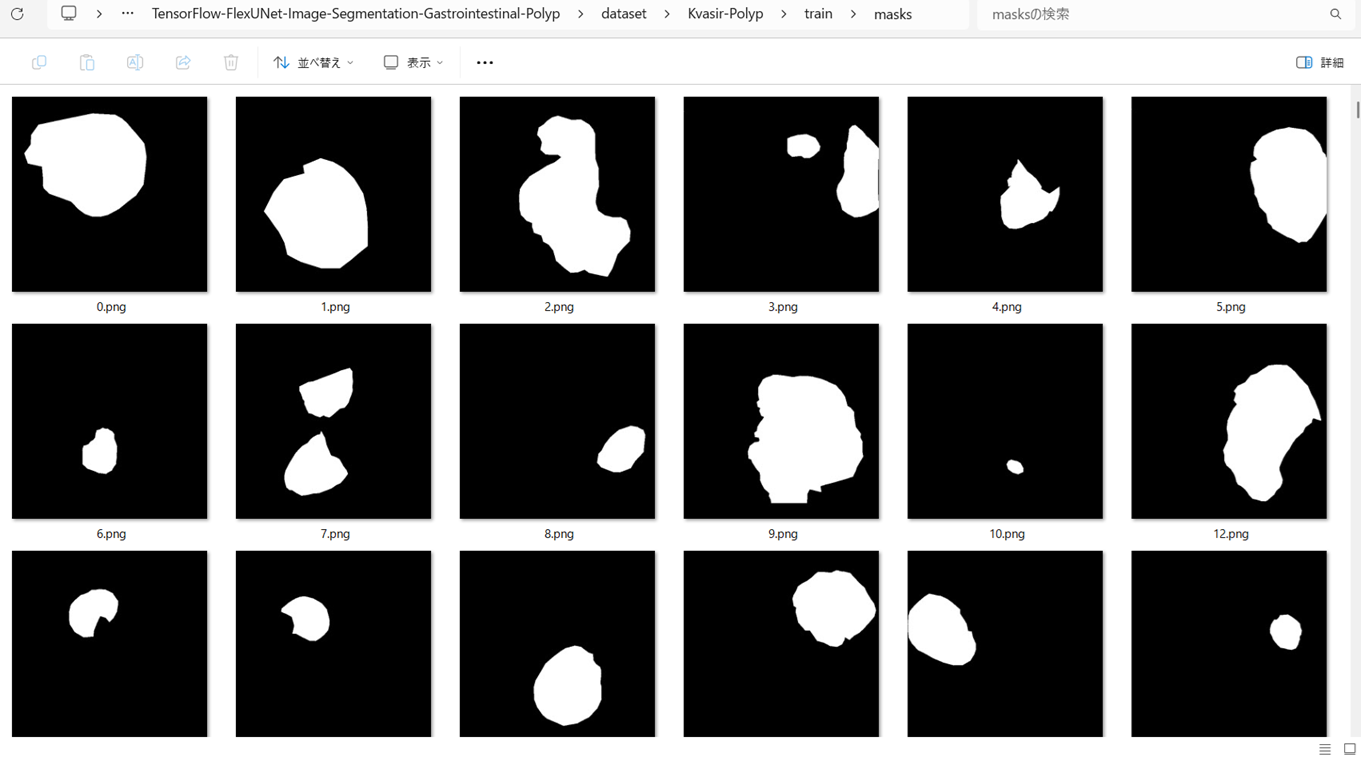 TensorFlow-FlexUNet-Image-Segmentation-Gastrointestinal-Polyp > dataset > Kvasir-Polyp > train > masks
masksの検索
並べ替え
表示
詳細
0.png
1.png
2.png
3.png
4.png
5.png
6.png
7.png
8.png
9.png
10.png
12.png